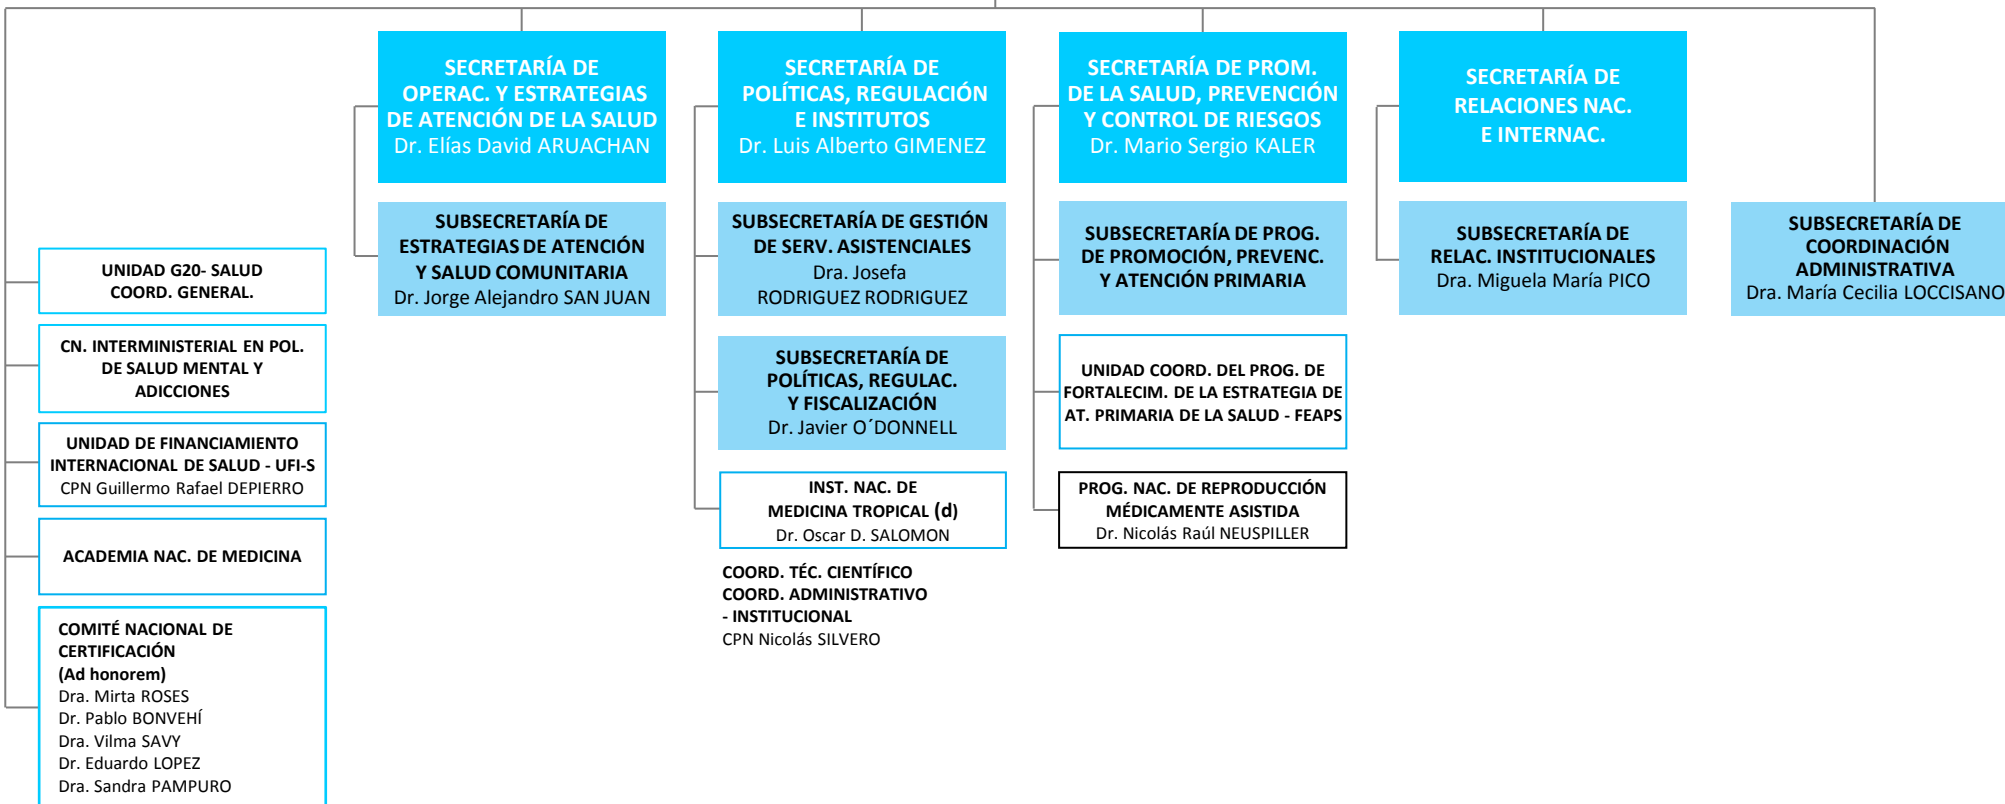 SECRETARÍA DE
OPERAC. Y ESTRATEGIAS
DE ATENCIÓN DE LA SALUD
Dr. Elías David ARUACHAN
SECRETARÍA DE
POLÍTICAS, REGULACIÓN
E INSTITUTOS
Dr. Luis Alberto GIMENEZ
SECRETARÍA DE PROM.
DE LA SALUD, PREVENCIÓN
Y CONTROL DE RIESGOS
Dr. Mario Sergio KALER
SECRETARÍA DE
RELACIONES NAC.
E INTERNAC.
SUBSECRETARÍA DE
ESTRATEGIAS DE ATENCIÓN
Y SALUD COMUNITARIA
Dr. Jorge Alejandro SAN JUAN
SUBSECRETARÍA DE GESTIÓN
DE SERV. ASISTENCIALES
Dra. Josefa
RODRIGUEZ RODRIGUEZ
SUBSECRETARÍA DE PROG.
DE PROMOCIÓN, PREVENC.
Y ATENCIÓN PRIMARIA
SUBSECRETARÍA DE
RELAC. INSTITUCIONALES
Dra. Miguela María PICO
SUBSECRETARÍA DE
COORDINACIÓN
ADMINISTRATIVA
Dra. María Cecilia LOCCISANO
UNIDAD G20- SALUD
COORD. GENERAL.
CN. INTERMINISTERIAL EN POL.
DE SALUD MENTAL Y
ADICCIONES
UNIDAD DE FINANCIAMIENTO
INTERNACIONAL DE SALUD - UFI-S
CPN Guillermo Rafael DEPIERRO
ACADEMIA NAC. DE MEDICINA
COMITÉ NACIONAL DE
CERTIFICACIÓN
(Ad honorem)
Dra. Mirta ROSES
Dr. Pablo BONVEHÍ
Dra. Vilma SAVY
Dr. Eduardo LOPEZ
Dra. Sandra PAMPURO
SUBSECRETARÍA DE
POLÍTICAS, REGULAC.
Y FISCALIZACIÓN
Dr. Javier O´DONNELL
INST. NAC. DE
MEDICINA TROPICAL (d)
Dr. Oscar D. SALOMON
COORD. TÉC. CIENTÍFICO
COORD. ADMINISTRATIVO
- INSTITUCIONAL
CPN Nicolás SILVERO
UNIDAD COORD. DEL PROG. DE
FORTALECIM. DE LA ESTRATEGIA DE
AT. PRIMARIA DE LA SALUD - FEAPS
PROG. NAC. DE REPRODUCCIÓN
MÉDICAMENTE ASISTIDA
Dr. Nicolás Raúl NEUSPILLER